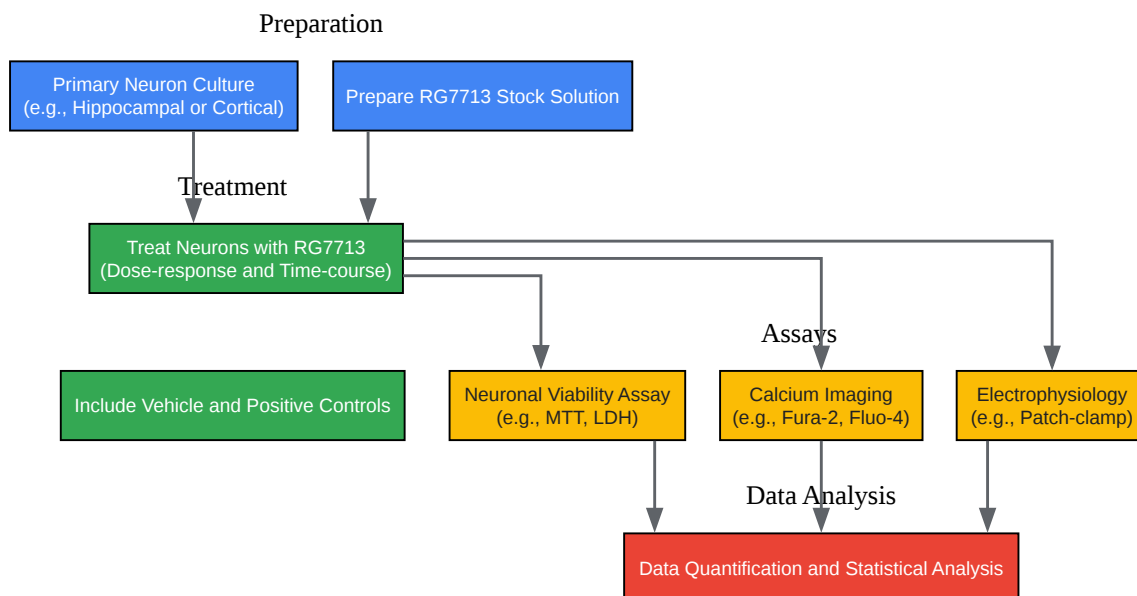 Preparation
Primary Neuron Culture
(e.g., Hippocampal or Cortical)
Prepare RG7713 Stock Solution
Treatment
Treat Neurons with RG7713
(Dose-response and Time-course)
Include Vehicle and Positive Controls
Assays
Neuronal Viability Assay
(e.g., MTT, LDH)
Calcium Imaging
(e.g., Fura-2, Fluo-4)
Electrophysiology
(e.g., Patch-clamp)
Data Analysis
Data Quantification and Statistical Analysis